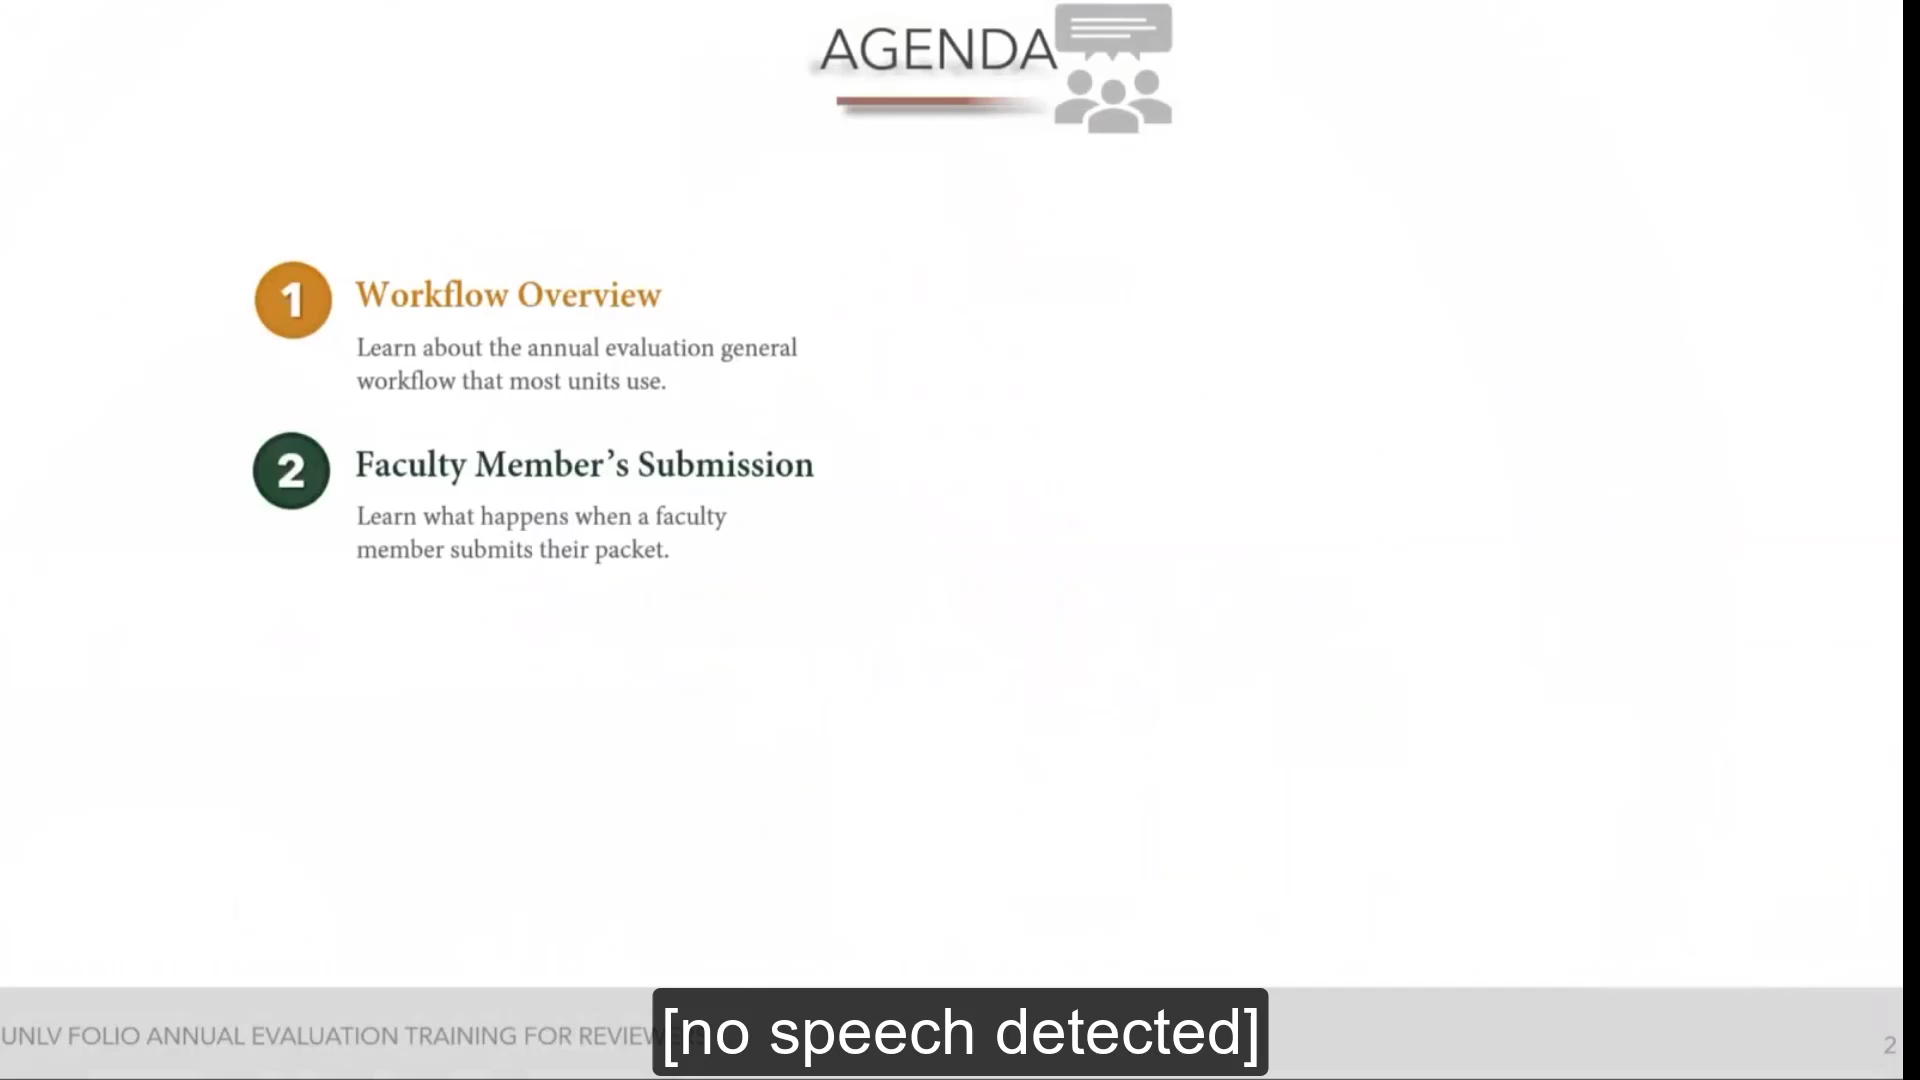 AGENDA
1
Workflow Overview
Learn about the annual evaluation general
workflow that most units use.
2
Faculty Member’s Submission
Learn what happens when a faculty
member submits their packet.
UNLV FOLIO ANNUAL EVALUATION TRAINING FOR
[no speech detected]
2